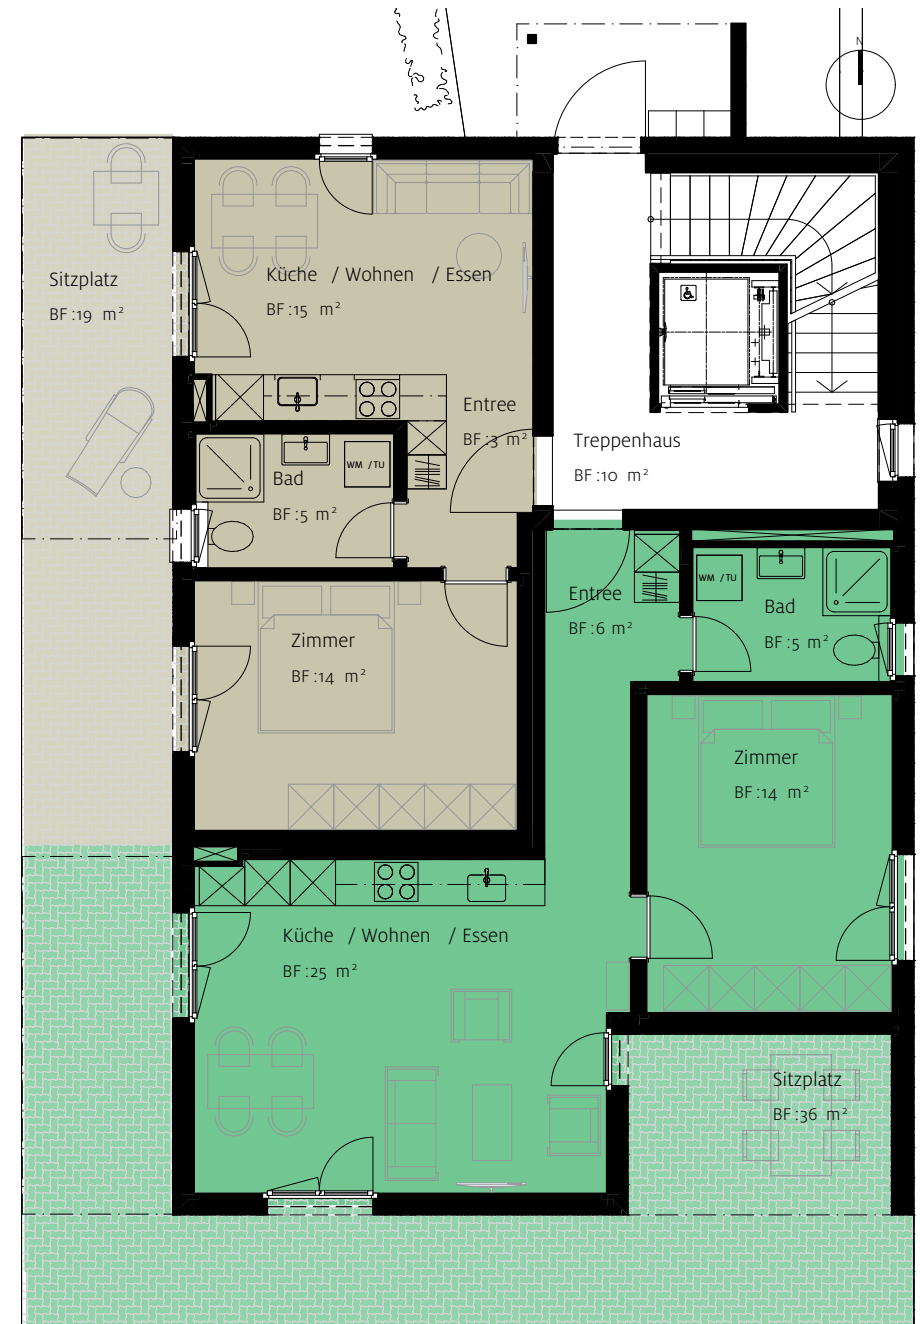 N
Sitzplatz
BF :19 m²
Küche / Wohnen / Essen
BF :15 m²
Entree
BF :3 m²
Treppenhaus
BF :10 m²
Bad
BF :5 m²
WM / TU
Zimmer
BF :14 m²
Entree
BF :6 m²
WM / TU
Bad
BF :5 m²
Zimmer
BF :14 m²
Küche / Wohnen / Essen
BF :25 m²
Sitzplatz
BF :36 m²